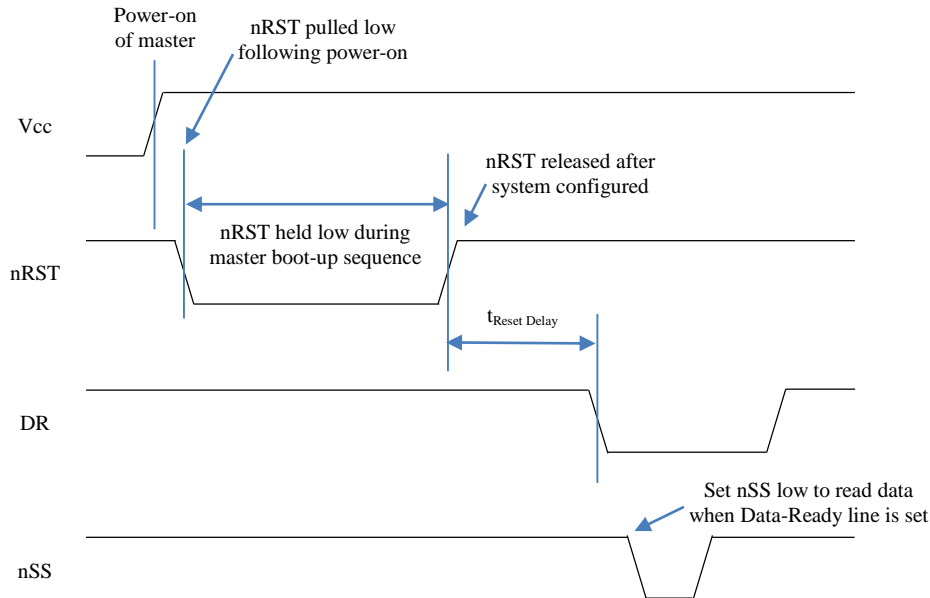 Power-on
of master
nRST pulled low
following power-on
Vcc
nRST released after
system configured
nRST held low during
master boot-up sequence
nRST
tReset Delay
DR
Set nSS low to read data
when Data-Ready line is set
nSS